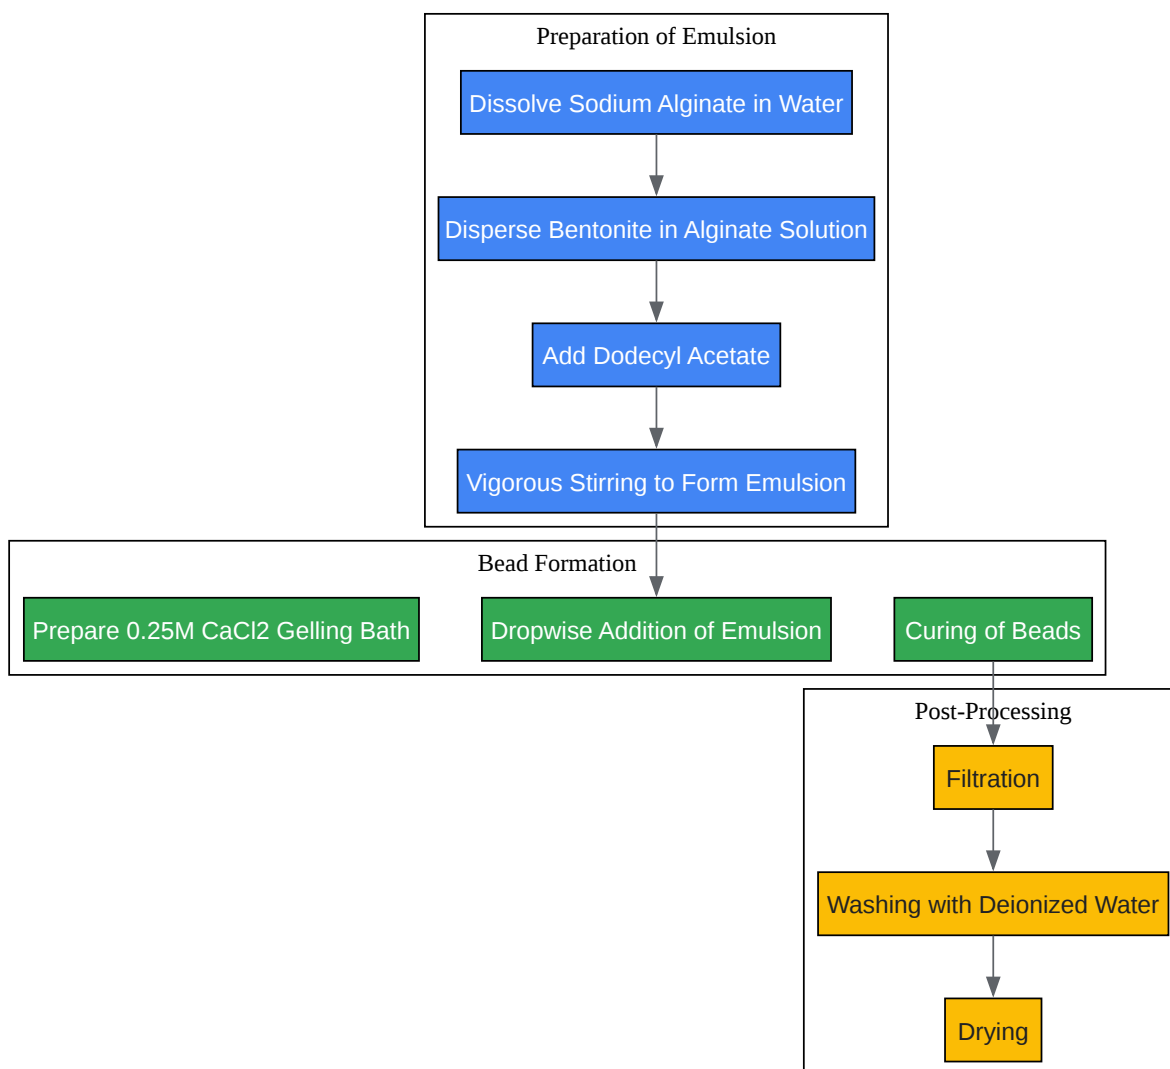 Preparation of Emulsion
Dissolve Sodium Alginate in Water
Disperse Bentonite in Alginate Solution
Add Dodecyl Acetate
Vigorous Stirring to Form Emulsion
Bead Formation
Prepare 0.25M CaCl2 Gelling Bath
Dropwise Addition of Emulsion
Curing of Beads
Post-Processing
Filtration
Washing with Deionized Water
Drying